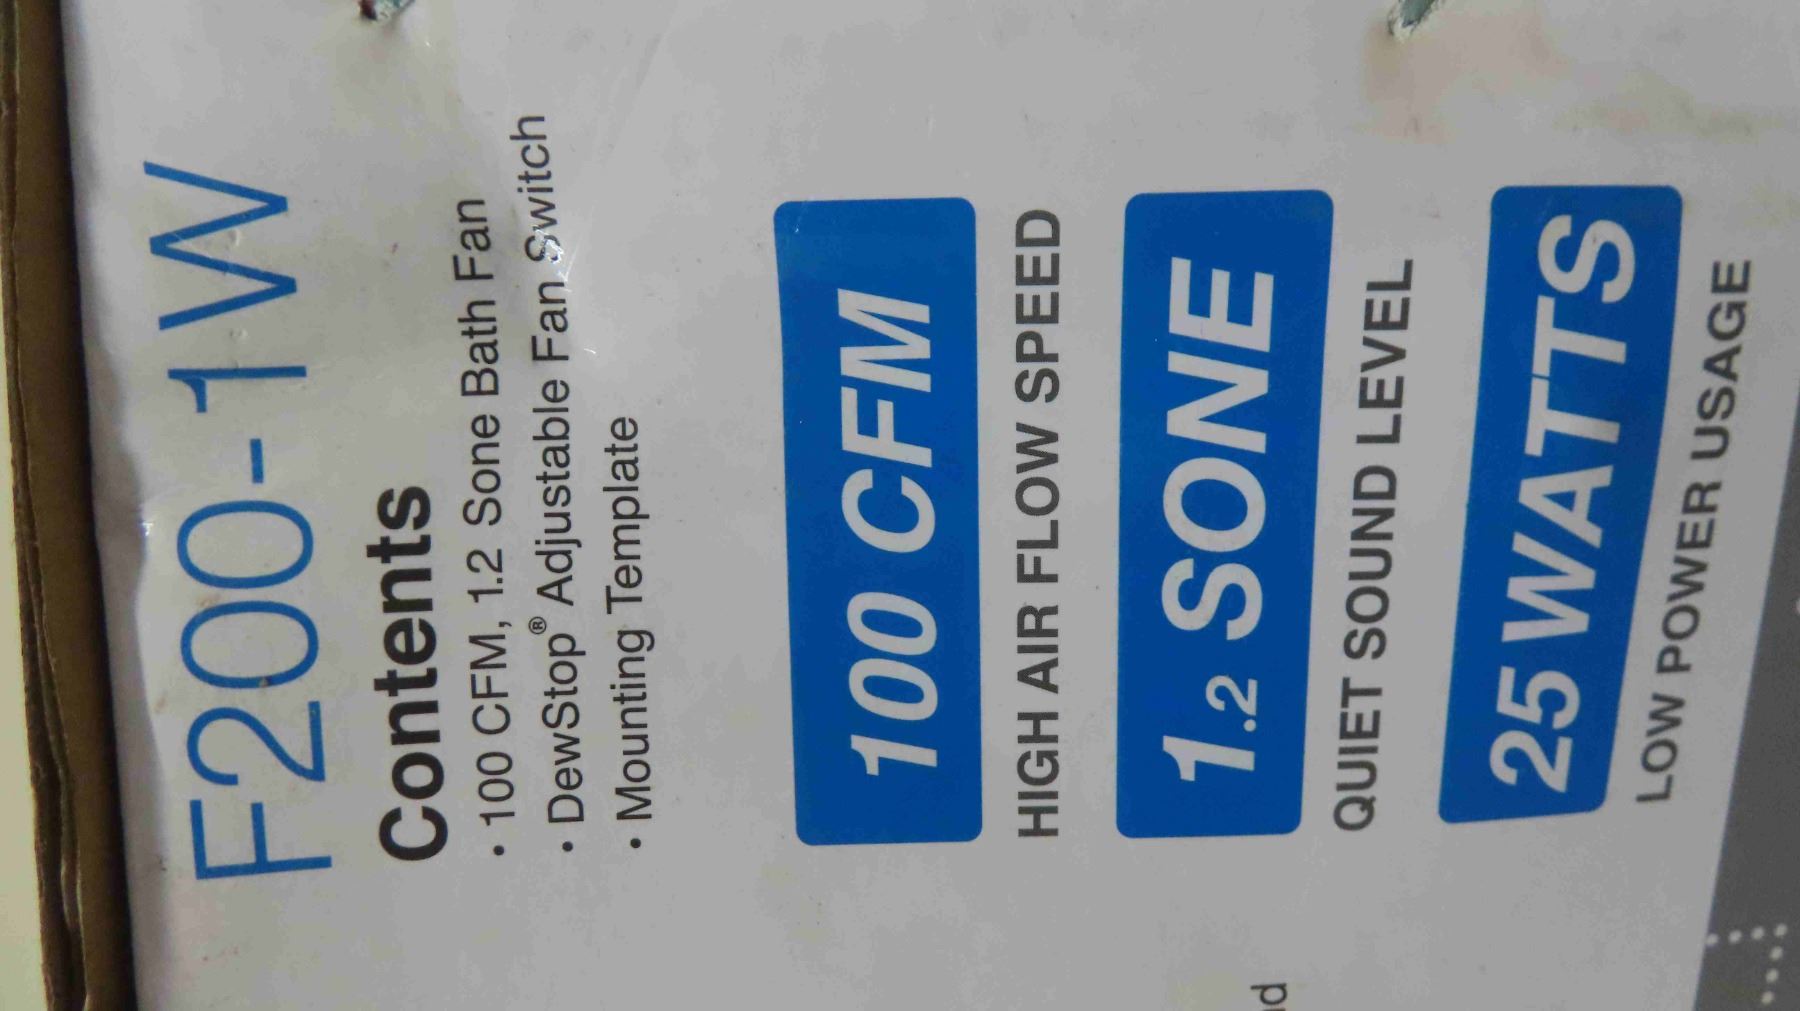 F200-1W
Contents
• 100 CFM, 1.2 Sone Bath Fan
• DewStop® Adjustable Fan Switch
• Mounting Template
100 CFM
HIGH AIR FLOW SPEED
1.2 SONE
QUIET SOUND LEVEL
25 WATTS
LOW POWER USAGE